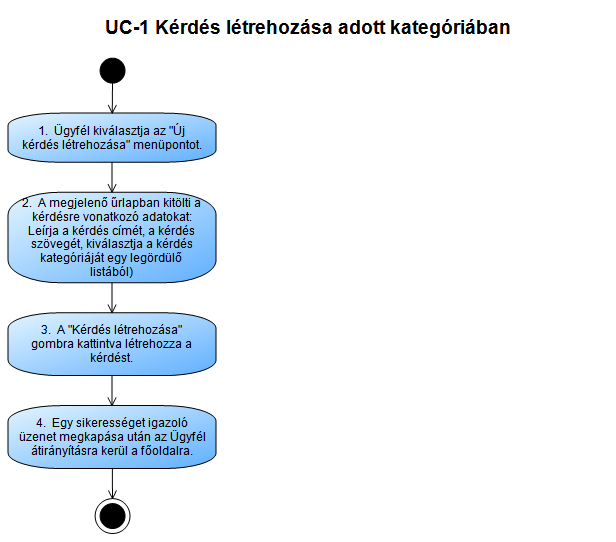 UC-1 Kérdés létrehozása adott kategóriában
1. Ügyfél kiválasztja az "Új
kérdés létrehozása" menüpontot.
2. A megjelenő űrlapban kitölti a
kérdésre vonatkozó adatokat:
Leírja a kérdés címét, a kérdés
szövegét, kiválasztja a kérdés
kategóriáját egy legördülő
listából)
3. A "Kérdés létrehozása"
gombra kattintva létrehozza a
kérdést.
4. Egy sikerességet igazoló
üzenet megkapása után az Ügyfél
átirányításra kerül a főoldalra.